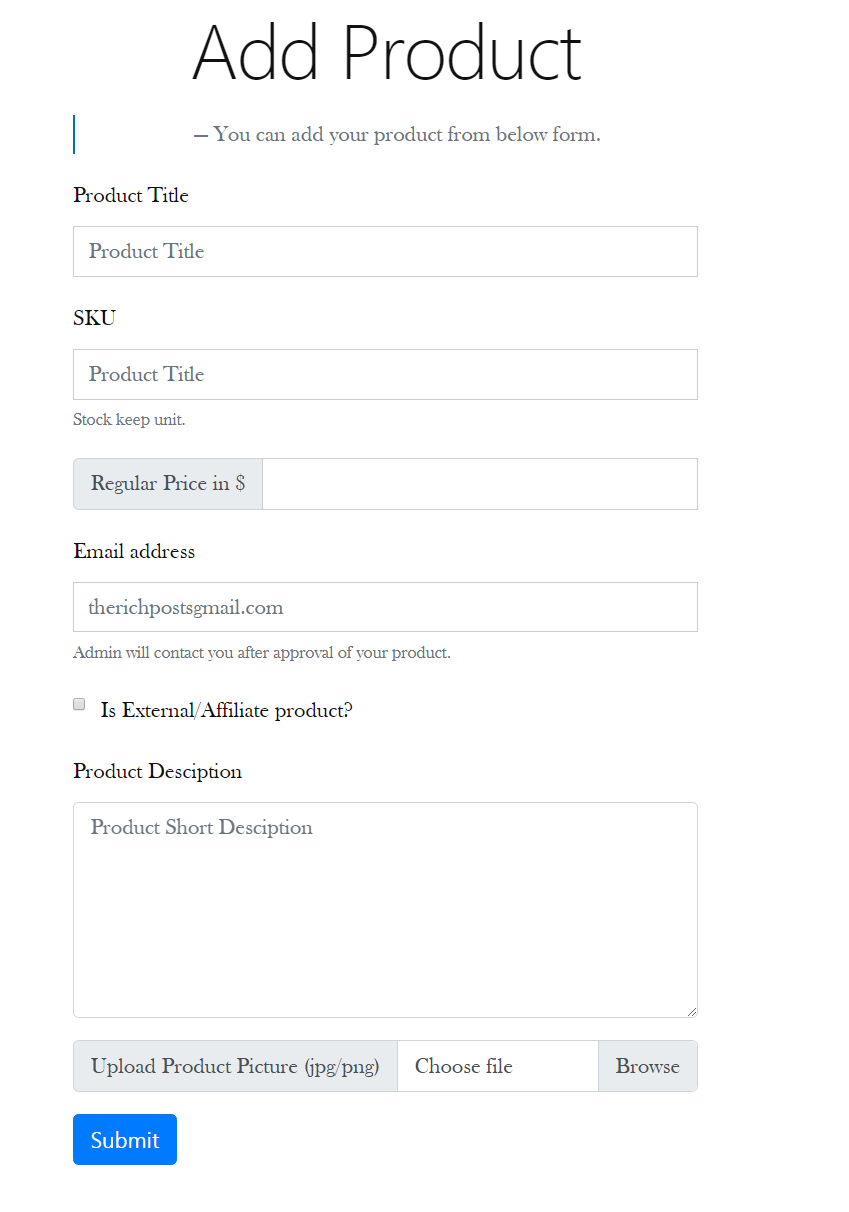 Add Product
— You can add your product from below form.
Product Title
Product Title
SKU
Product Title
Stock keep unit.
Regular Price in $
Email address
therichpostsgmail.com
Admin will contact you after approval of your product.
Is External/Affiliate product?
Product Desciption
Product Short Desciption
Upload Product Picture (jpg/png) Choose file Browse
Submit